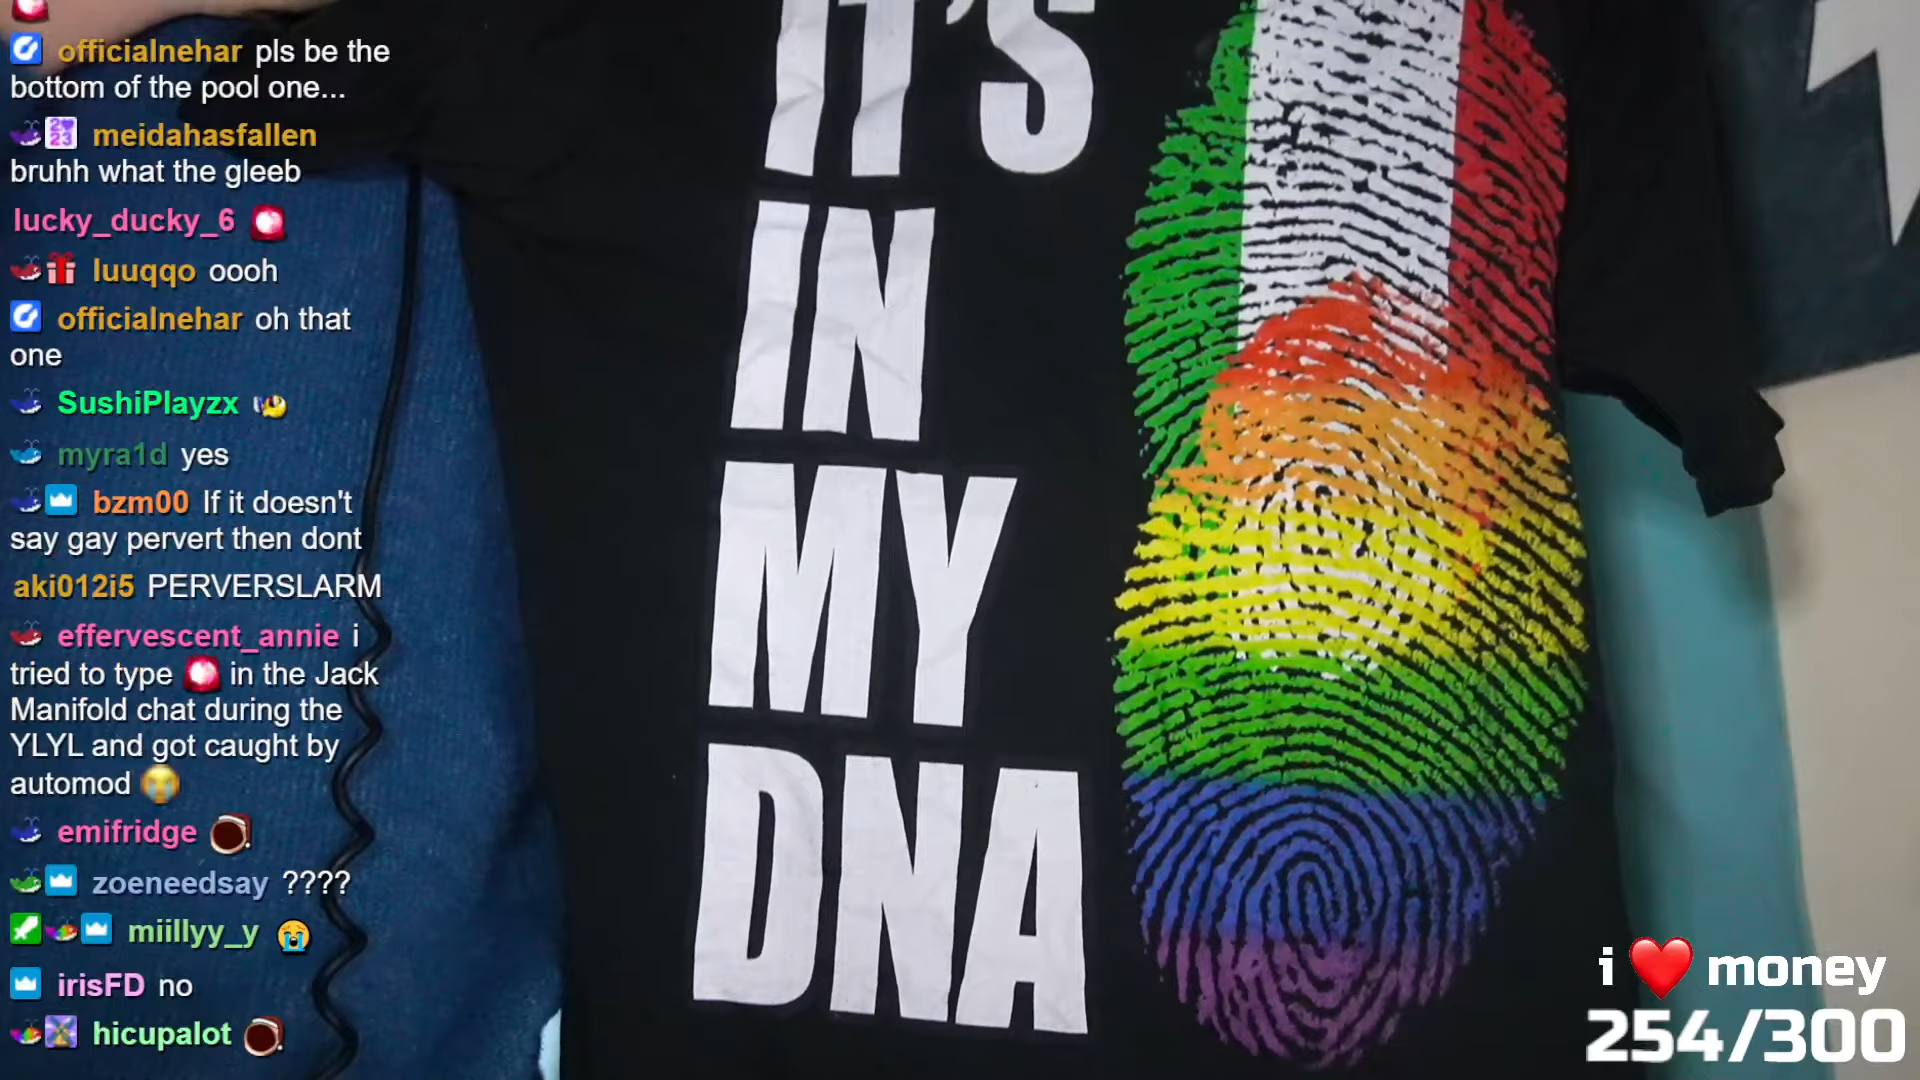 officialnehar pls be the
bottom of the pool one...
meidahasfallen
bruhh what the gleeb
lucky_ducky_6
luuqqo oooh
officialnehar oh that
one
SushiPlayzx
myra1d yes
bzm00 If it doesn't
say gay pervert then dont
aki012i5 PERVERSLARM
effervescent_annie i
tried to type in the Jack
Manifold chat during the
YLYL and got caught by
automod
emifridge
zoeneedsay ????
miillyy_y
irisFD no
hicupalot
IT'S
IN
MY
DNA
i ❤️ money
254/300